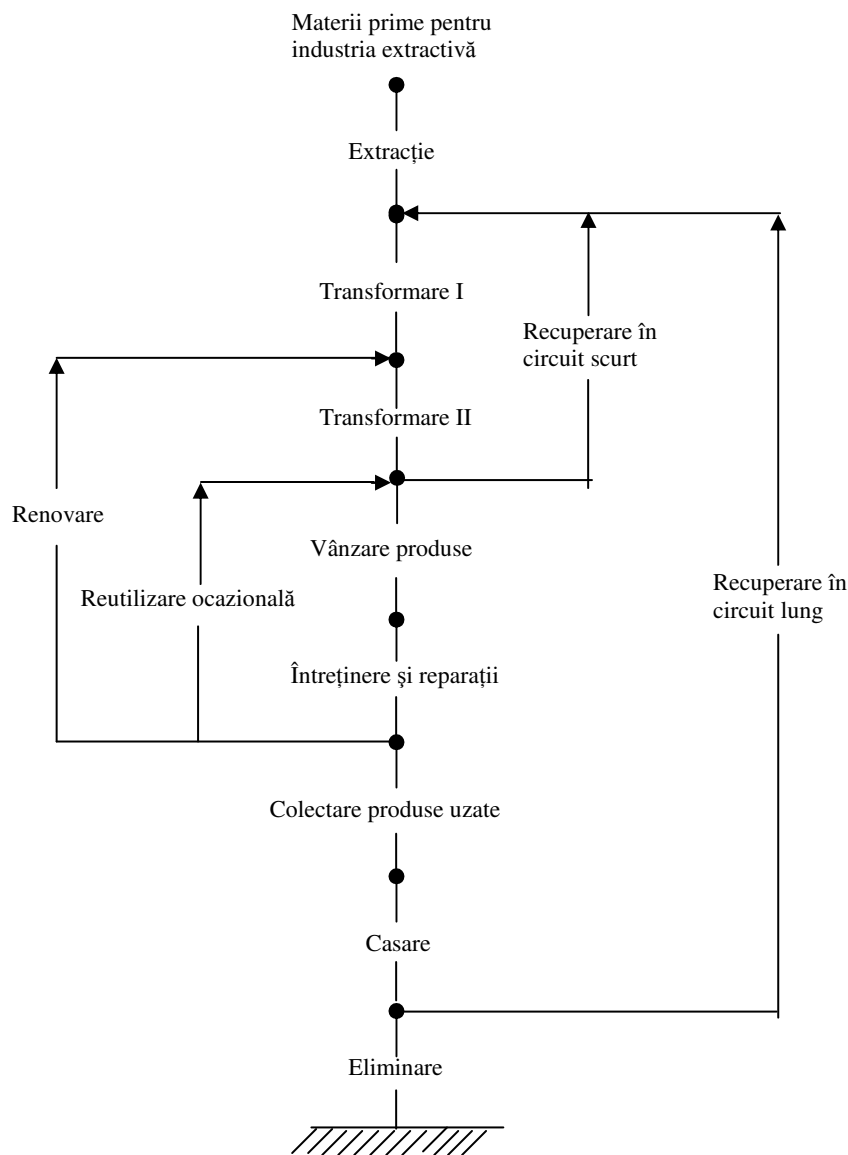 Materii prime pentru
industria extractivă
Extracție
Transformare I
Recuperare în
circuit scurt
Transformare II
Renovare
Vânzare produse
Reutilizare ocazională
Recuperare în
circuit lung
Întreținere şi reparații
Colectare produse uzate
Casare
Eliminare